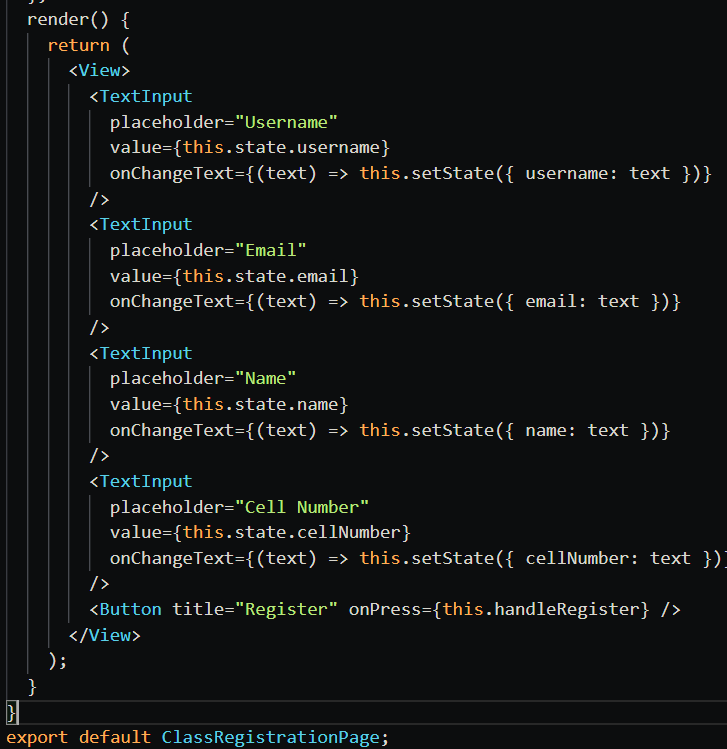 };
render() {
return (
<View>
<TextInput
placeholder="Username"
value={this.state.username}
onChangeText={(text) => this.setState({ username: text })}
/>
<TextInput
placeholder="Email"
value={this.state.email}
onChangeText={(text) => this.setState({ email: text })}
/>
<TextInput
placeholder="Name"
value={this.state.name}
onChangeText={(text) => this.setState({ name: text })}
/>
<TextInput
placeholder="Cell Number"
value={this.state.cellNumber}
onChangeText={(text) => this.setState({ cellNumber: text })}
/>
<Button title="Register" onPress={this.handleRegister} />
</View>
);
}
}
export default ClassRegistrationPage;